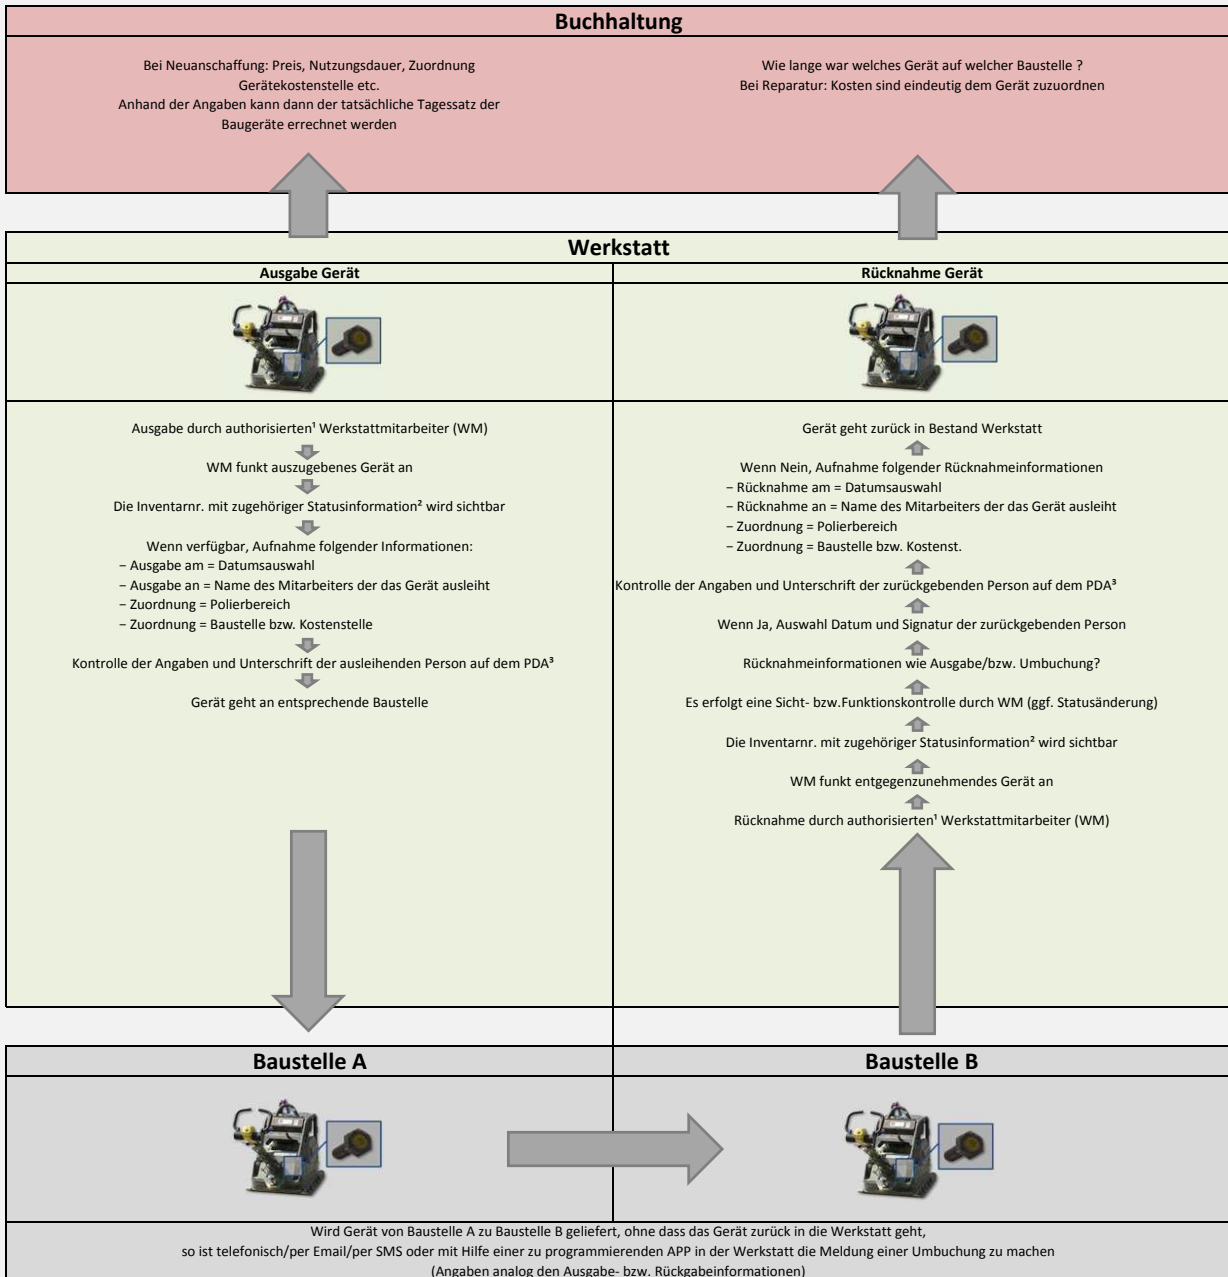 Buchhaltung
Bei Neuanschaffung: Preis, Nutzungsdauer, Zuordnung
Gerätekostenstelle etc.
Anhand der Angaben kann dann der tatsächliche Tagessatz der
Baugeräte errechnet werden
Wie lange war welches Gerät auf welcher Baustelle ?
Bei Reparatur: Kosten sind eindeutig dem Gerät zuzuordnen
Werkstatt
Ausgabe Gerät
Ausgabe durch authorisierten¹ Werkstattmitarbeiter (WM)
WM funkt auszugebenes Gerät an
Die Inventarnr. mit zugehöriger Statusinformation² wird sichtbar
Wenn verfügbar, Aufnahme folgender Informationen:
− Ausgabe am = Datumsauswahl
− Ausgabe an = Name des Mitarbeiters der das Gerät ausleiht
− Zuordnung = Polierbereich
− Zuordnung = Baustelle bzw. Kostenstelle
Kontrolle der Angaben und Unterschrift der ausleihenden Person auf dem PDA³
Gerät geht an entsprechende Baustelle
Rücknahme Gerät
Gerät geht zurück in Bestand Werkstatt
Wenn Nein, Aufnahme folgender Rücknahmeinformationen
− Rücknahme am = Datumsauswahl
− Rücknahme an = Name des Mitarbeiters der das Gerät ausleiht
− Zuordnung = Polierbereich
− Zuordnung = Baustelle bzw. Kostenst.
Kontrolle der Angaben und Unterschrift der zurückgebenden Person auf dem PDA³
Wenn Ja, Auswahl Datum und Signatur der zurückgebenden Person
Rücknahmeinformationen wie Ausgabe/bzw. Umbuchung?
Es erfolgt eine Sicht- bzw.Funktionskontrolle durch WM (ggf. Statusänderung)
Die Inventarnr. mit zugehöriger Statusinformation² wird sichtbar
WM funkt entgegenzunehmendes Gerät an
Rücknahme durch authorisierten¹ Werkstattmitarbeiter (WM)
Baustelle A
Baustelle B
Wird Gerät von Baustelle A zu Baustelle B geliefert, ohne dass das Gerät zurück in die Werkstatt geht,
so ist telefonisch/per Email/per SMS oder mit Hilfe einer zu programmierenden APP in der Werkstatt die Meldung einer Umbuchung zu machen
(Angaben analog den Ausgabe- bzw. Rückgabeinformationen)